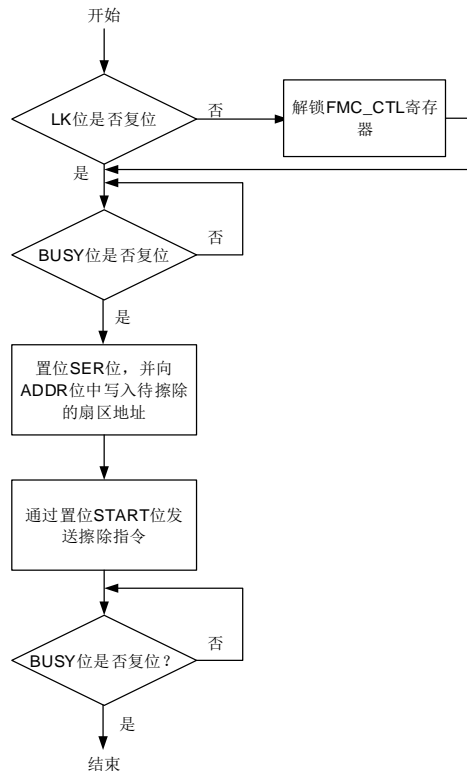 开始
LK位是否复位
否
解锁FMC_CTL寄存
器
是
BUSY位是否复位
否
是
置位SER位，并向
ADDR位中写入待擦除
的扇区地址
通过置位START位发
送擦除指令
BUSY位是否复位？
否
是
结束